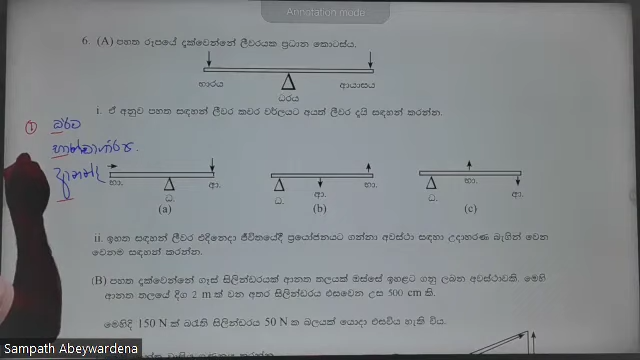 Annotation mode
6. (A) පහත රූපයේ දැක්වෙන්නේ ලීවරයක ප්‍රධාන කොටස්ය.
භාරය ආයාසය
ධරය
i. ඒ අනුව පහත සඳහන් ලීවර කවර වර්ගයට අයත් ලීවර දැයි සඳහන් කරන්න.
①
භා. ආ. ආ. භා. භා. ආ.
ධ. ධ. ධ.
(a) (b) (c)
ii. ඉහත සඳහන් ලීවර එදිනෙදා ජීවිතයේදී ප්‍රයෝජනයට ගන්නා අවස්ථා සඳහා උදාහරණ බැගින් වෙන
වෙනම සඳහන් කරන්න.
(B) පහත දැක්වෙන්නේ ගෑස් සිලින්ඩරයක් ආනත තලයක් ඔස්සේ ඉහළට ගනු ලබන අවස්ථාවකි. මෙහි
ආනත තලයේ දිග 2 m ක් වන අතර සිලින්ඩරය එසවෙන උස 500 cm කි.
මෙහිදී 150 N ක් බරැති සිලින්ඩරය 50 N ක බලයක් යොදා එසවිය හැකි විය.
Sampath Abeywardena